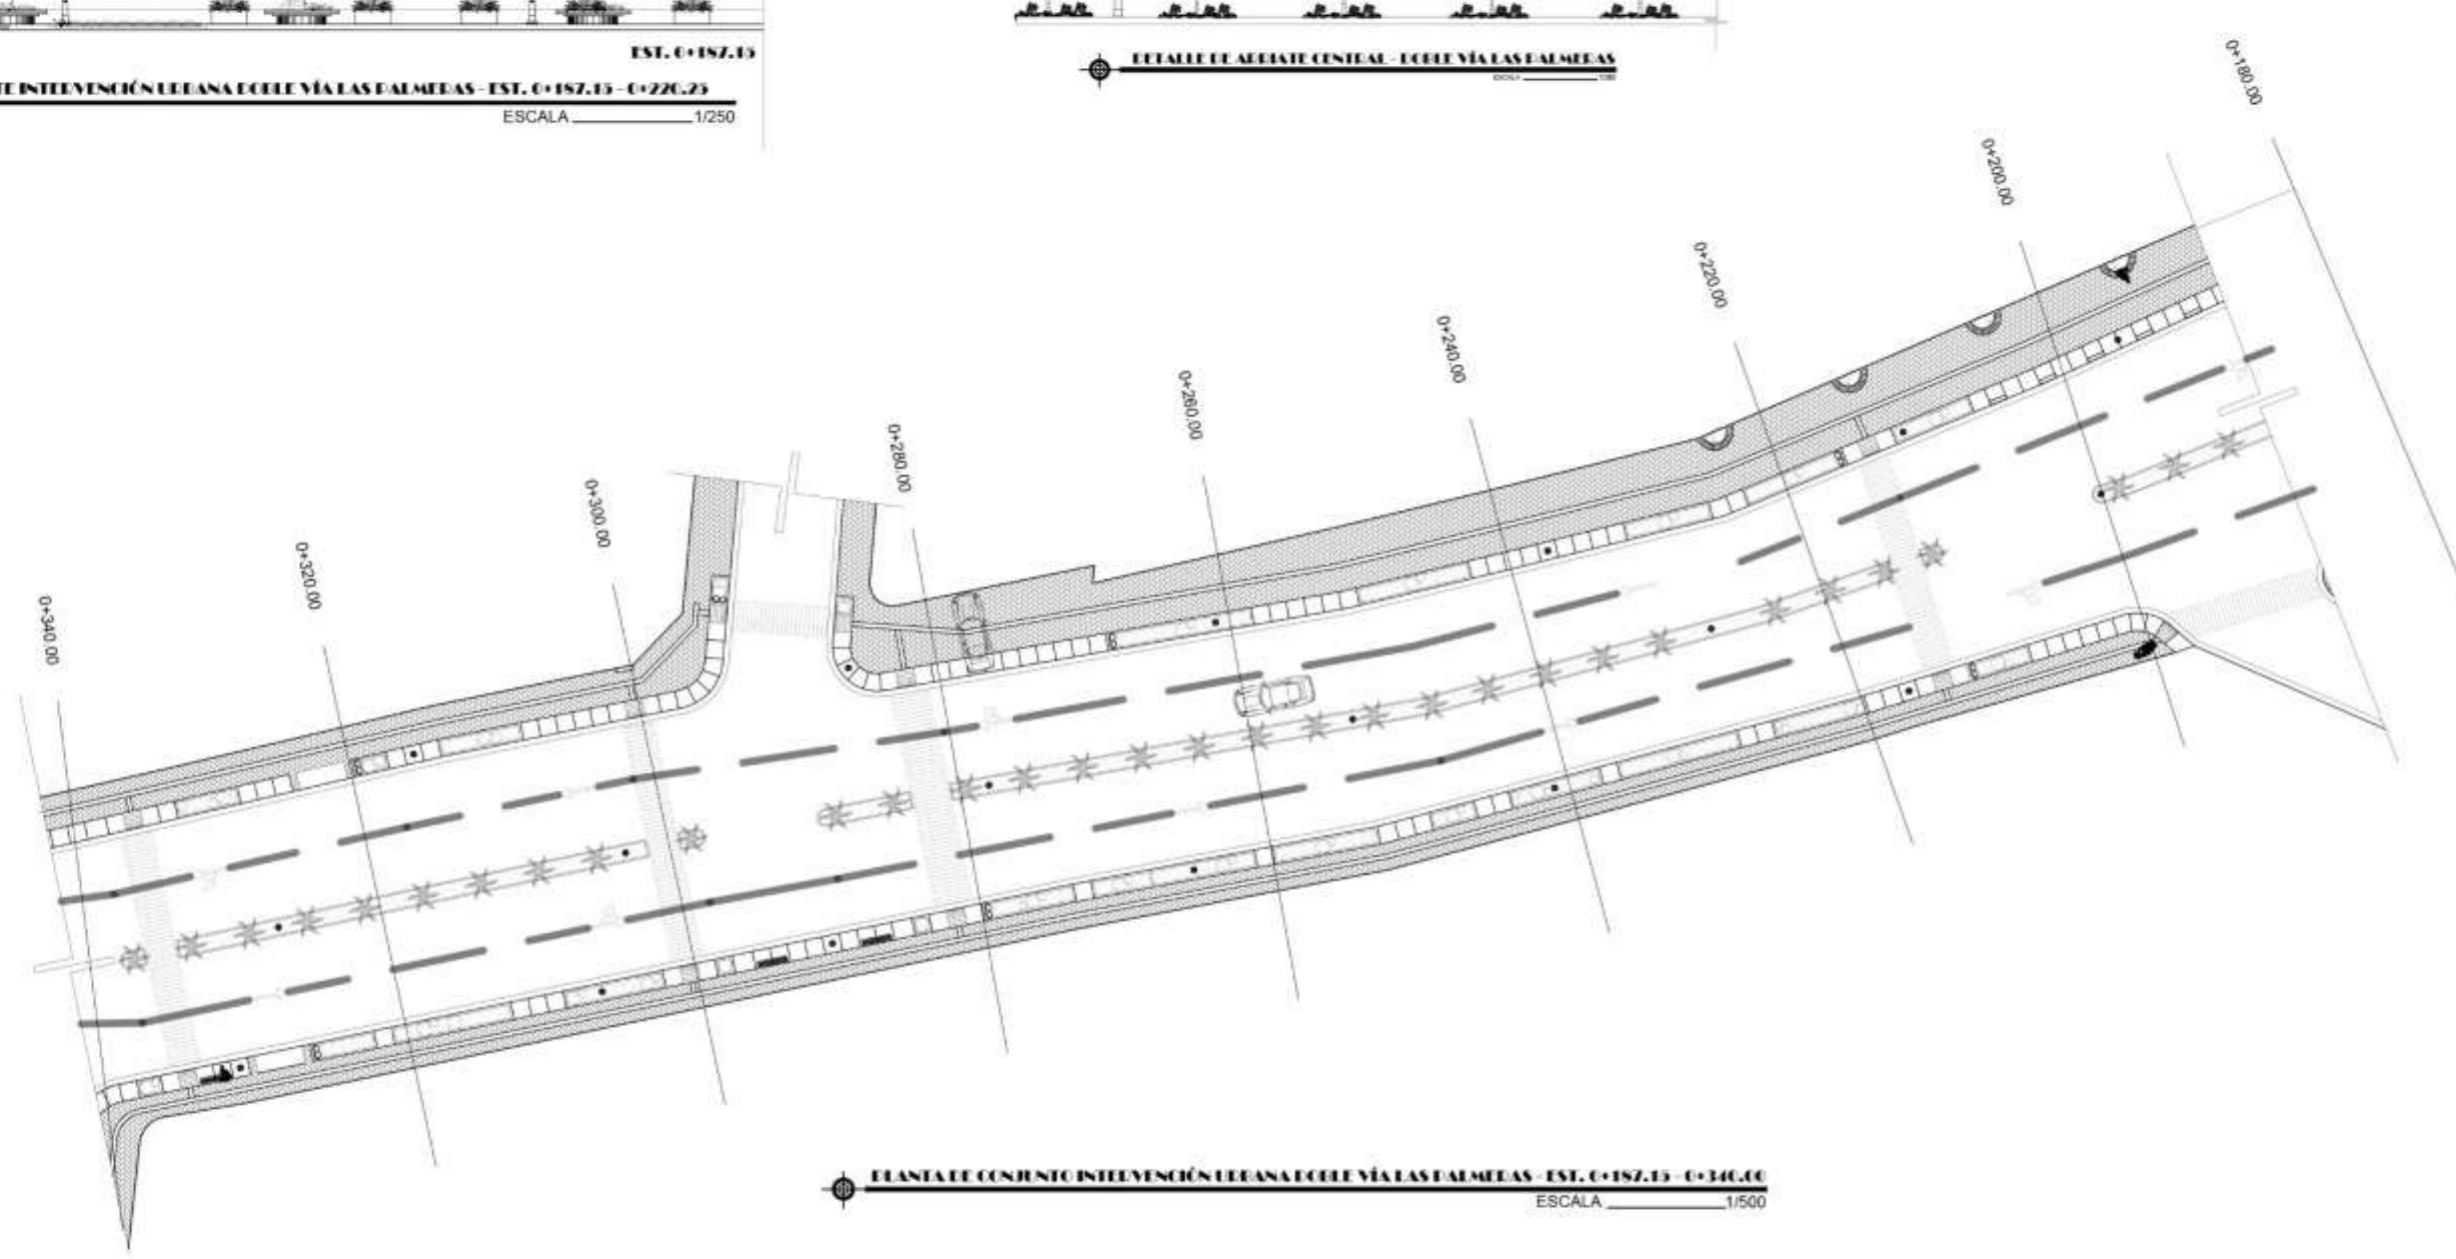 EST. 0+187.15
TE INTERVENCIÓN URBANA DOBLE VÍA LAS PALMERAS - EST. 0+187.15 - 0+220.25
ESCALA 1/250
DETALLE DE ARRIATE CENTRAL - DOBLE VÍA LAS PALMERAS
0+180.00
0+200.00
0+220.00
0+240.00
0+260.00
0+280.00
0+300.00
0+320.00
0+340.00
PLANTA DE CONJUNTO INTERVENCIÓN URBANA DOBLE VÍA LAS PALMERAS - EST. 0+187.15 - 0+340.00
ESCALA 1/500